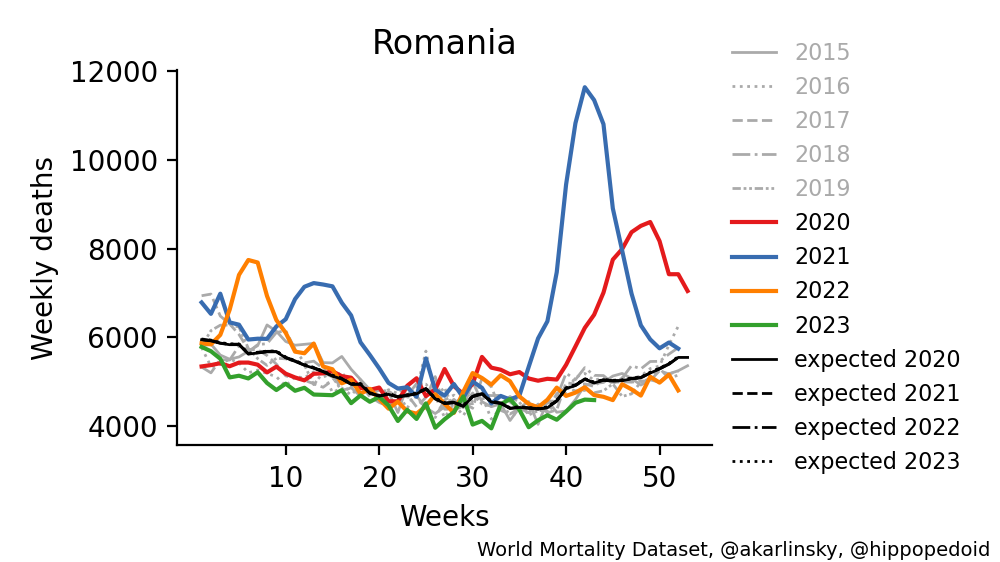 Romania
12000
10000
8000
6000
4000
Weekly deaths
10
20
30
40
50
Weeks
2015
2016
2017
2018
2019
2020
2021
2022
2023
expected 2020
expected 2021
expected 2022
expected 2023
World Mortality Dataset, @akarlinsky, @hippopedoid